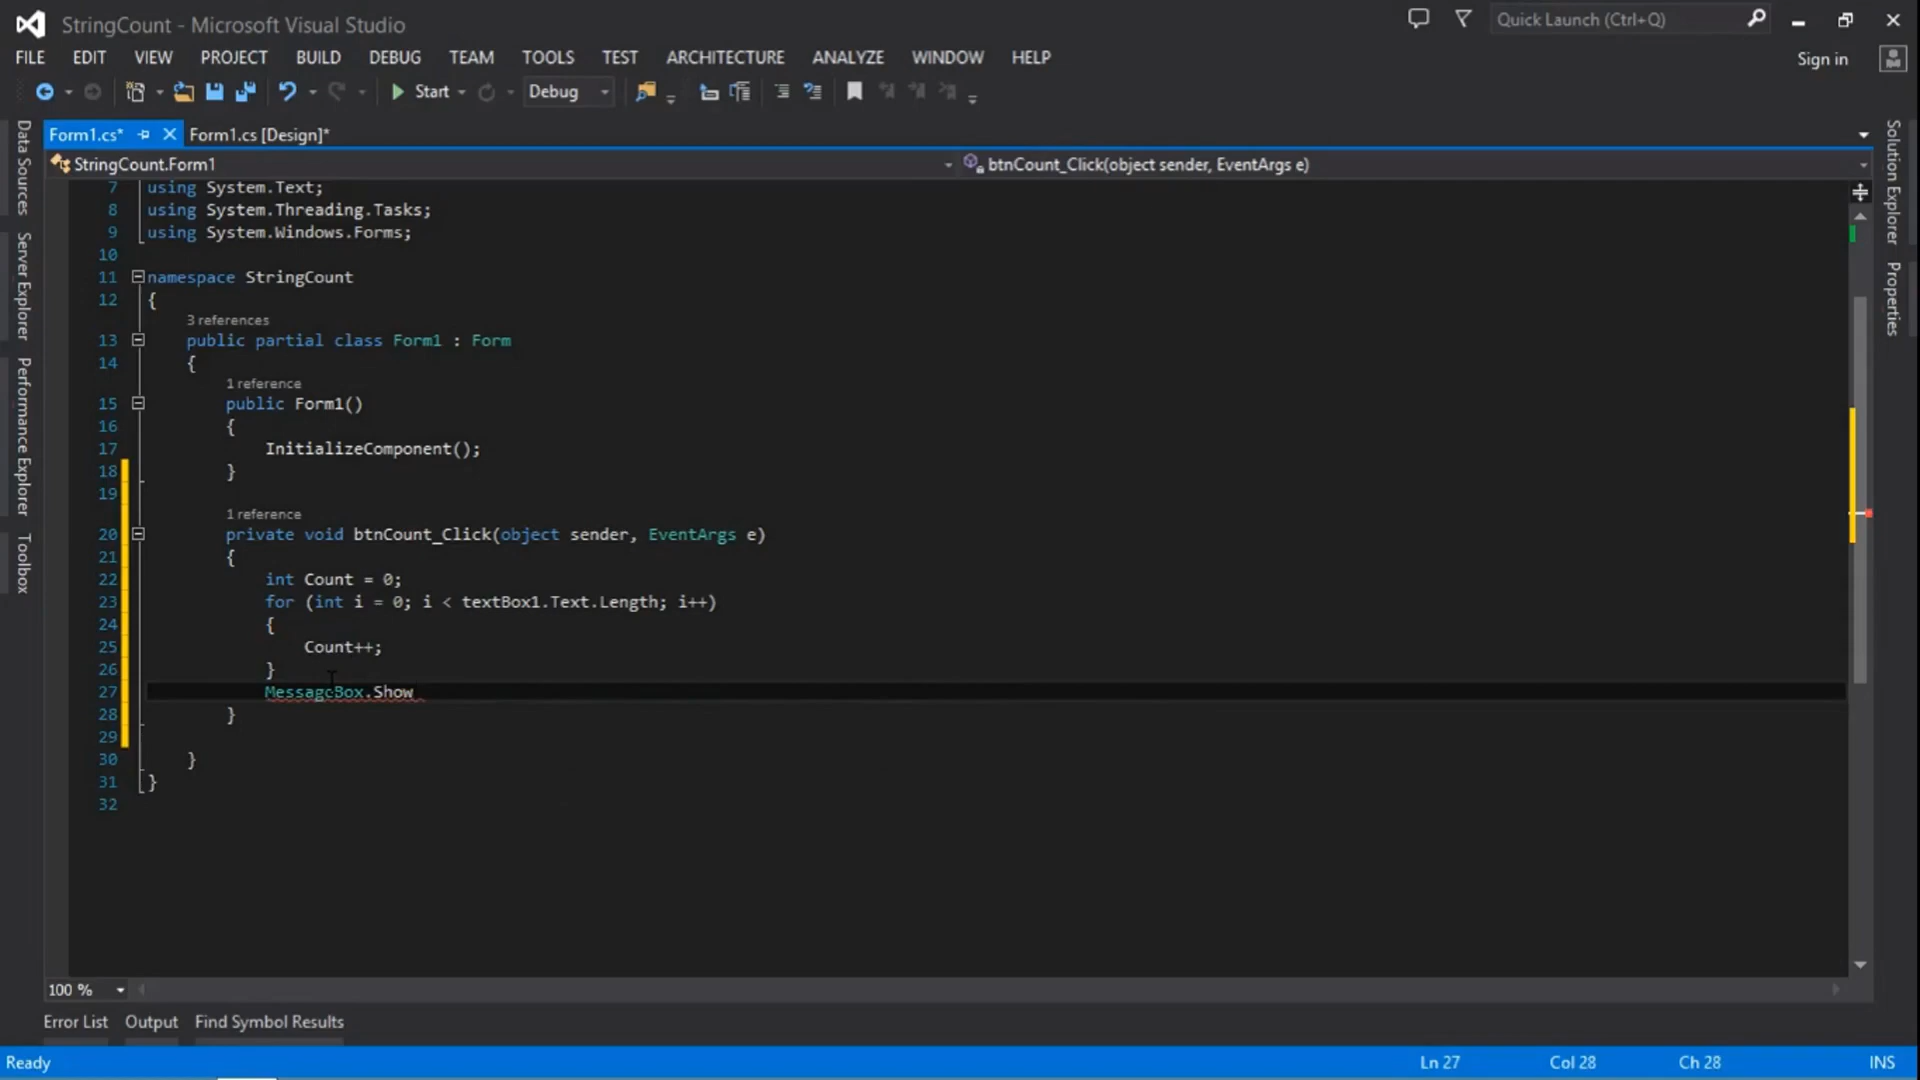 StringCount - Microsoft Visual Studio
Quick Launch (Ctrl+Q)
FILE EDIT VIEW PROJECT BUILD DEBUG TEAM TOOLS TEST ARCHITECTURE ANALYZE WINDOW HELP
Sign in
Start
Debug
Form1.cs* Form1.cs [Design]*
StringCount.Form1
btnCount_Click(object sender, EventArgs e)
Data Sources
Server Explorer
Performance Explorer
Toolbox
7 using System.Text;
8 using System.Threading.Tasks;
9 using System.Windows.Forms;
10
11 namespace StringCount
12 {
3 references
13 public partial class Form1 : Form
14 {
1 reference
15 public Form1()
16 {
17 InitializeComponent();
18 }
19
1 reference
20 private void btnCount_Click(object sender, EventArgs e)
21 {
22 int Count = 0;
23 for (int i = 0; i < textBox1.Text.Length; i++)
24 {
25 Count++;
26 }
27 MessageBox.Show
28 }
29
30 }
31 }
32
Solution Explorer
Properties
100 %
Error List Output Find Symbol Results
Ready
Ln 27 Col 28 Ch 28 INS